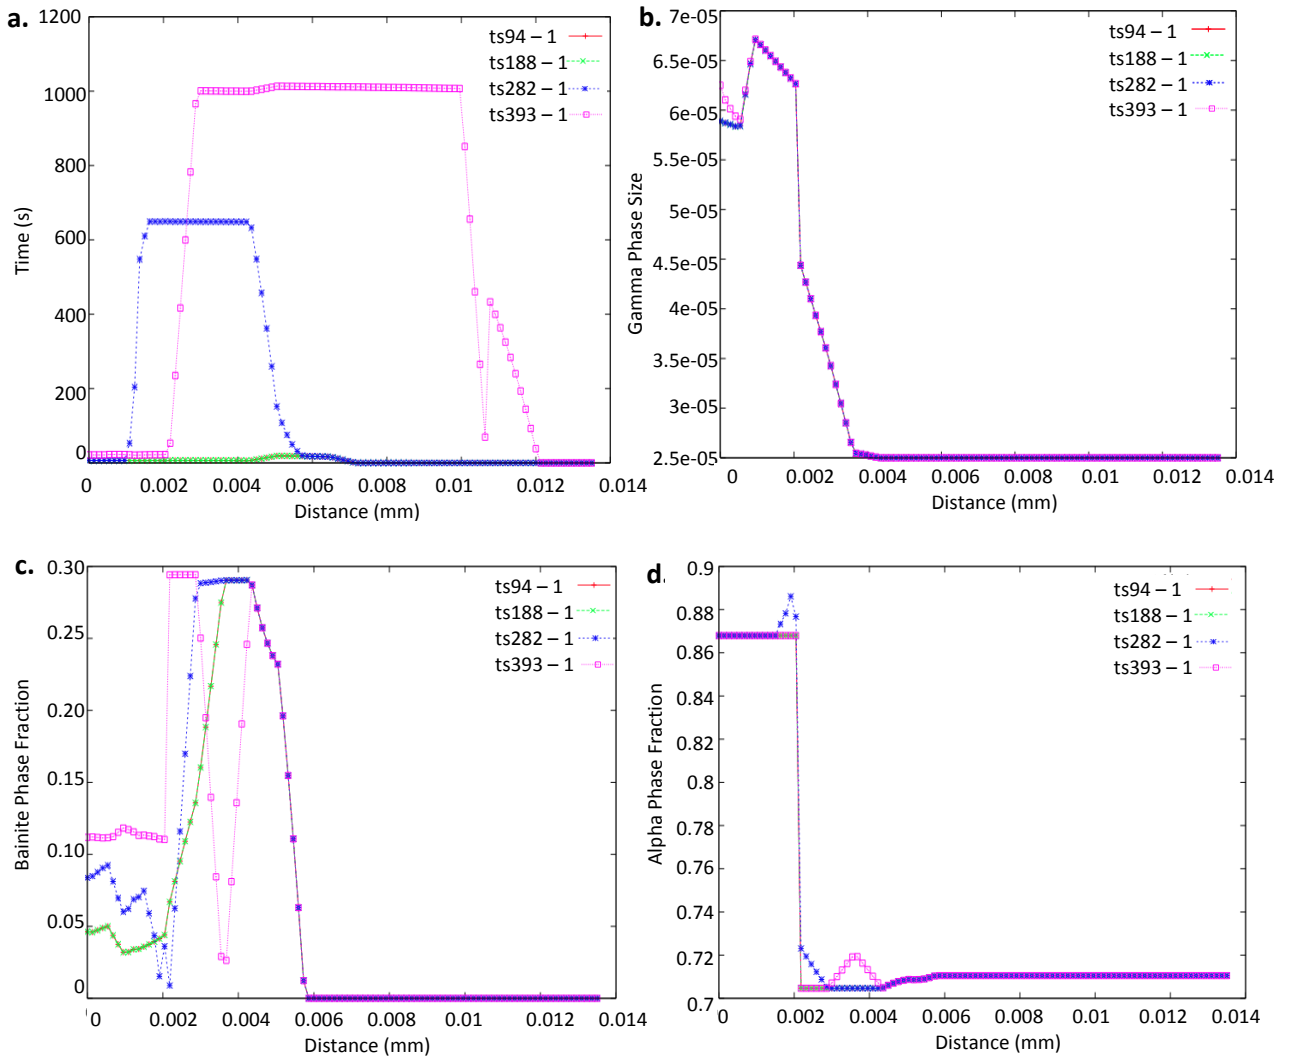 a.
1200
1000
800
600
400
200
0
Time (s)
0 0.002 0.004 0.006 0.008 0.01 0.012 0.014
Distance (mm)
ts94 – 1
ts188 – 1
ts282 – 1
ts393 – 1
b.
7e-05
6.5e-05
6e-05
5.5e-05
5e-05
4.5e-05
4e-05
3.5e-05
3e-05
2.5e-05
Gamma Phase Size
0 0.002 0.004 0.006 0.008 0.01 0.012 0.014
Distance (mm)
ts94 – 1
ts188 – 1
ts282 – 1
ts393 – 1
c.
0.30
0.25
0.20
0.15
0.10
0.05
0
Bainite Phase Fraction
0 0.002 0.004 0.006 0.008 0.01 0.012 0.014
Distance (mm)
ts94 – 1
ts188 – 1
ts282 – 1
ts393 – 1
d.
0.9
0.88
0.86
0.84
0.82
0.8
0.78
0.76
0.74
0.72
0.7
Alpha Phase Fraction
0 0.002 0.004 0.006 0.008 0.01 0.012 0.014
Distance (mm)
ts94 – 1
ts188 – 1
ts282 – 1
ts393 – 1